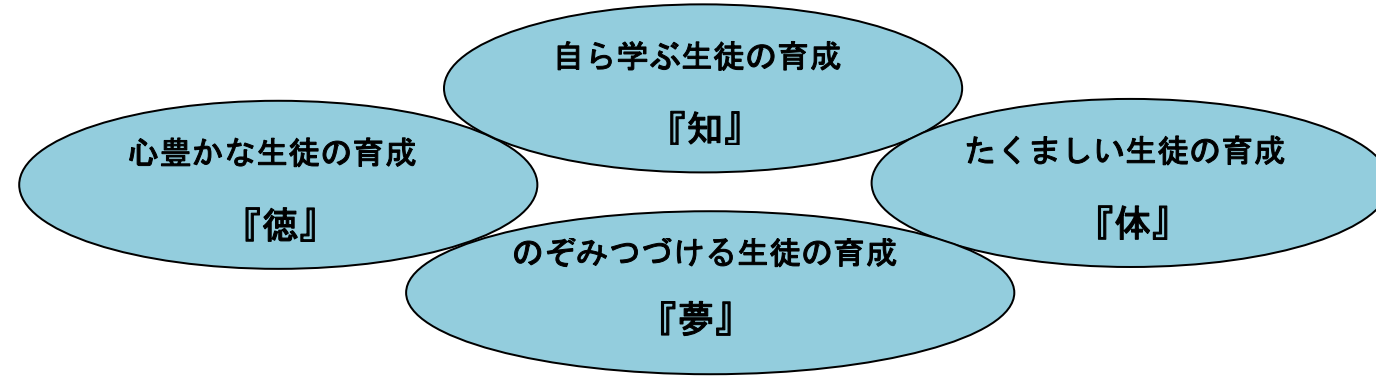 自ら学ぶ生徒の育成
『知』
心豊かな生徒の育成
『徳』
たくましい生徒の育成
『体』
のぞみつづける生徒の育成
『夢』